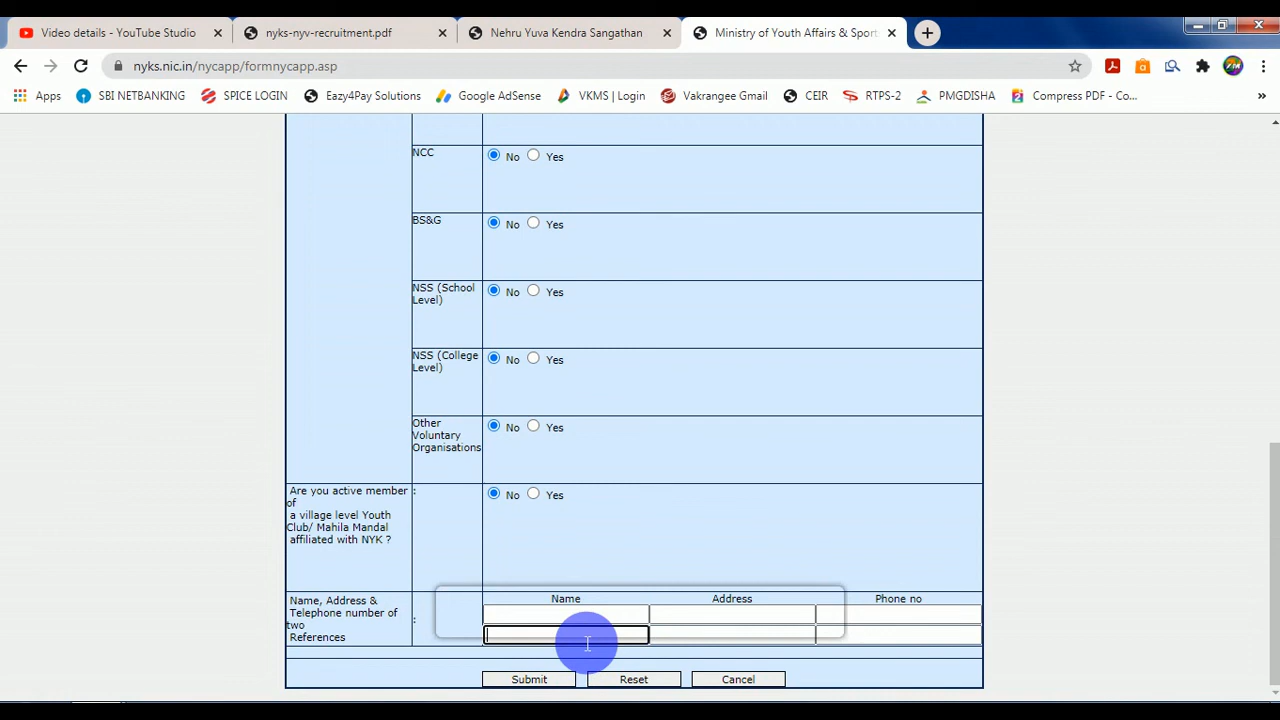 Video details - YouTube Studio
nyks-nyv-recruitment.pdf
Nehru Yuva Kendra Sangathan
Ministry of Youth Affairs & Sport
nyks.nic.in/nycapp/formnycapp.asp
Apps
SBI NETBANKING
SPICE LOGIN
Eazy4Pay Solutions
Google AdSense
VKMS | Login
Vakrangee Gmail
CEIR
RTPS-2
PMGDISHA
Compress PDF - Co...
»
NCC
No Yes
BS&G
No Yes
NSS (School
Level)
No Yes
NSS (College
Level)
No Yes
Other
Voluntary
Organisations
No Yes
Are you active member
of
a village level Youth
Club/ Mahila Mandal
affiliated with NYK ?
:
No Yes
Name, Address &
Telephone number of
two
References
:
Name Address Phone no
Submit Reset Cancel